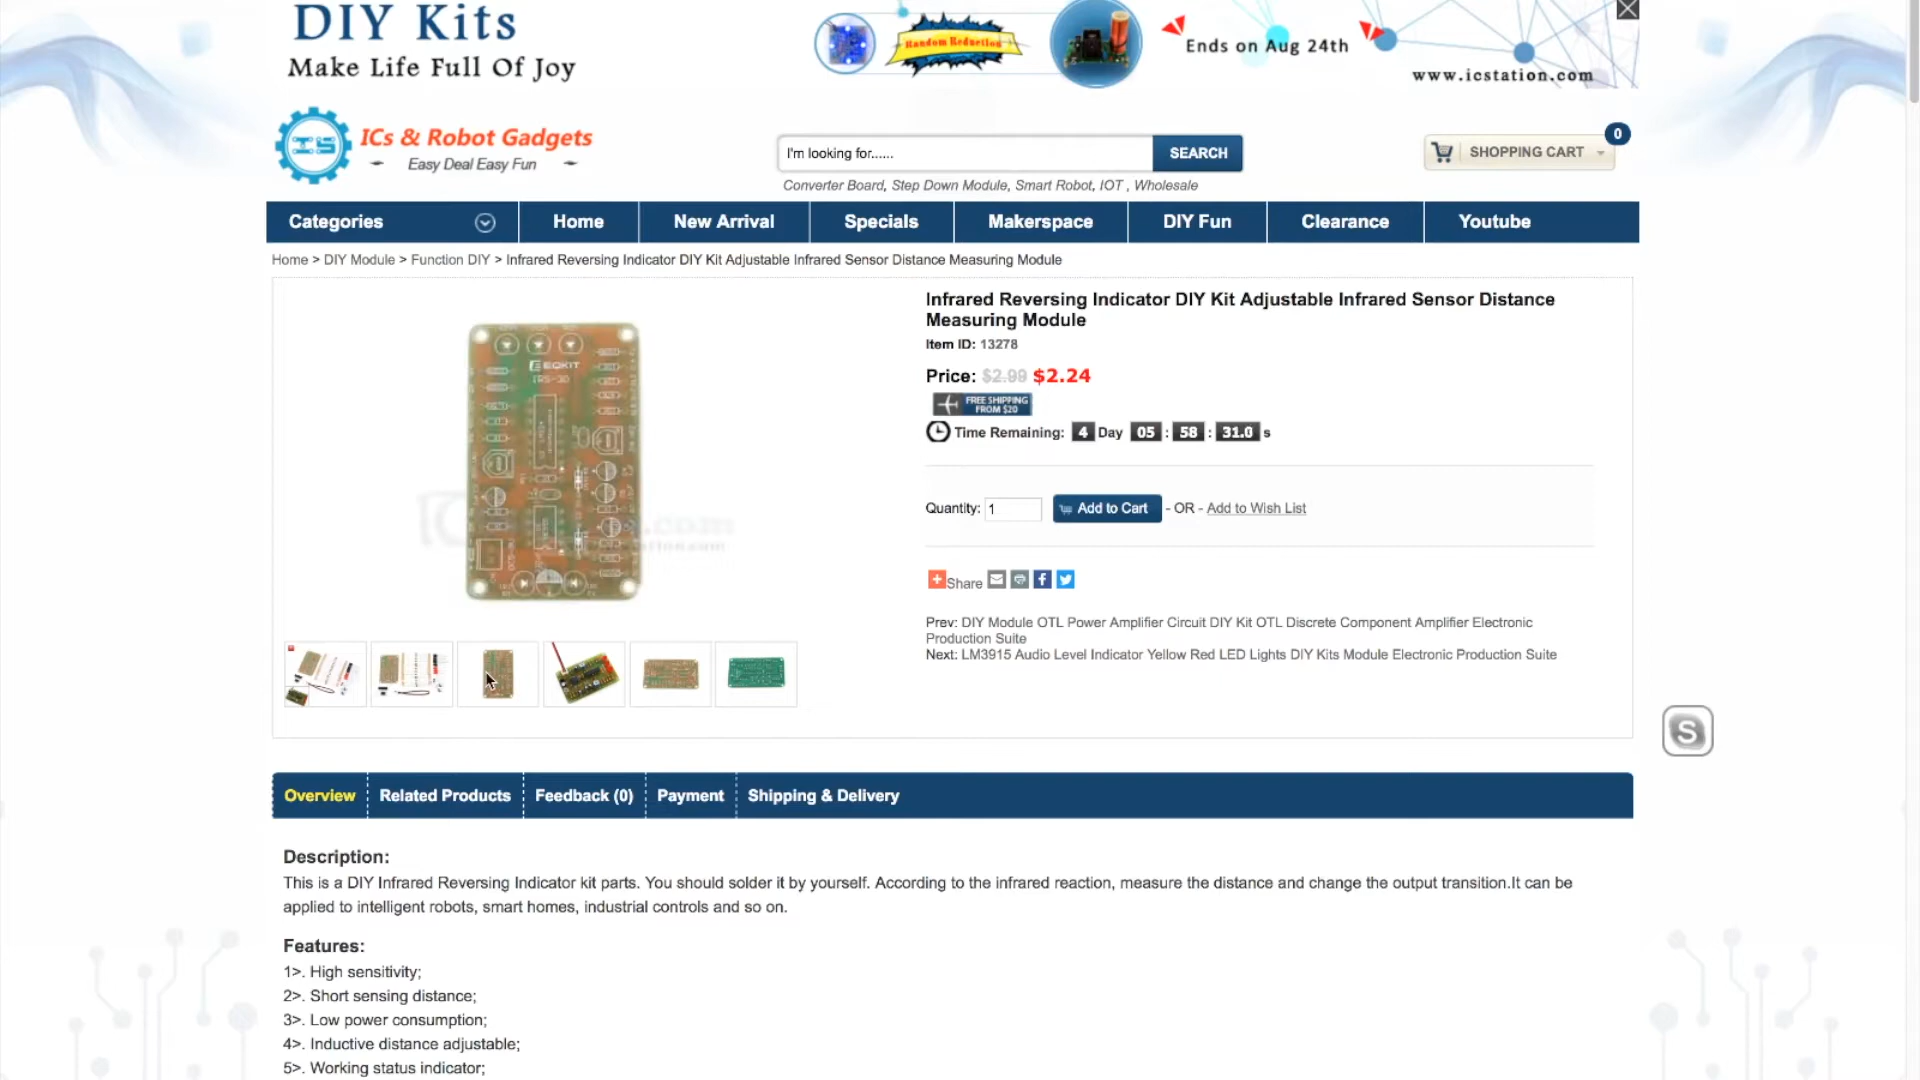 DIY Kits
Make Life Full Of Joy
Random Reduction
Ends on Aug 24th
www.icstation.com
ICs & Robot Gadgets
Easy Deal Easy Fun
I'm looking for......
SEARCH
SHOPPING CART
0
Converter Board, Step Down Module, Smart Robot, IOT , Wholesale
Categories
Home
New Arrival
Specials
Makerspace
DIY Fun
Clearance
Youtube
Home > DIY Module > Function DIY > Infrared Reversing Indicator DIY Kit Adjustable Infrared Sensor Distance Measuring Module
EQKIT
IRS-3D
Infrared Reversing Indicator DIY Kit Adjustable Infrared Sensor Distance
Measuring Module
Item ID: 13278
Price: $2.99 $2.24
FREE SHIPPING
FROM $20
Time Remaining: 4 Day 05 : 58 : 31.0 s
Quantity: 1 Add to Cart - OR - Add to Wish List
Share
Prev: DIY Module OTL Power Amplifier Circuit DIY Kit OTL Discrete Component Amplifier Electronic
Production Suite
Next: LM3915 Audio Level Indicator Yellow Red LED Lights DIY Kits Module Electronic Production Suite
S
Overview
Related Products
Feedback (0)
Payment
Shipping & Delivery
Description:
This is a DIY Infrared Reversing Indicator kit parts. You should solder it by yourself. According to the infrared reaction, measure the distance and change the output transition.It can be
applied to intelligent robots, smart homes, industrial controls and so on.
Features:
1>. High sensitivity;
2>. Short sensing distance;
3>. Low power consumption;
4>. Inductive distance adjustable;
5>. Working status indicator;